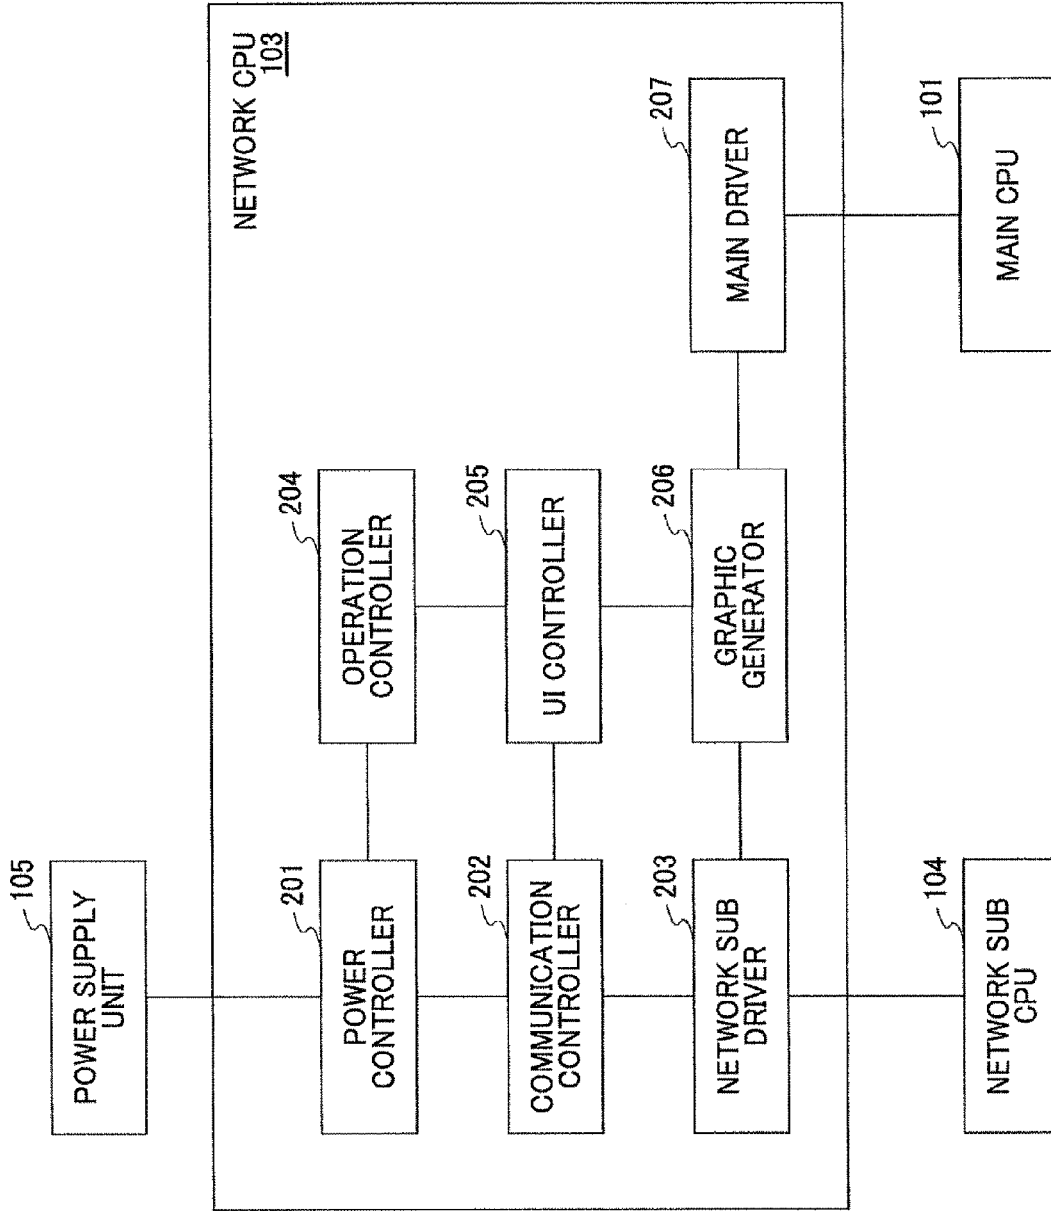 NETWORK CPU
103
105
POWER SUPPLY
UNIT
201
POWER
CONTROLLER
204
OPERATION
CONTROLLER
202
COMMUNICATION
CONTROLLER
205
UI CONTROLLER
203
NETWORK SUB
DRIVER
206
GRAPHIC
GENERATOR
207
MAIN DRIVER
104
NETWORK SUB
CPU
101
MAIN CPU